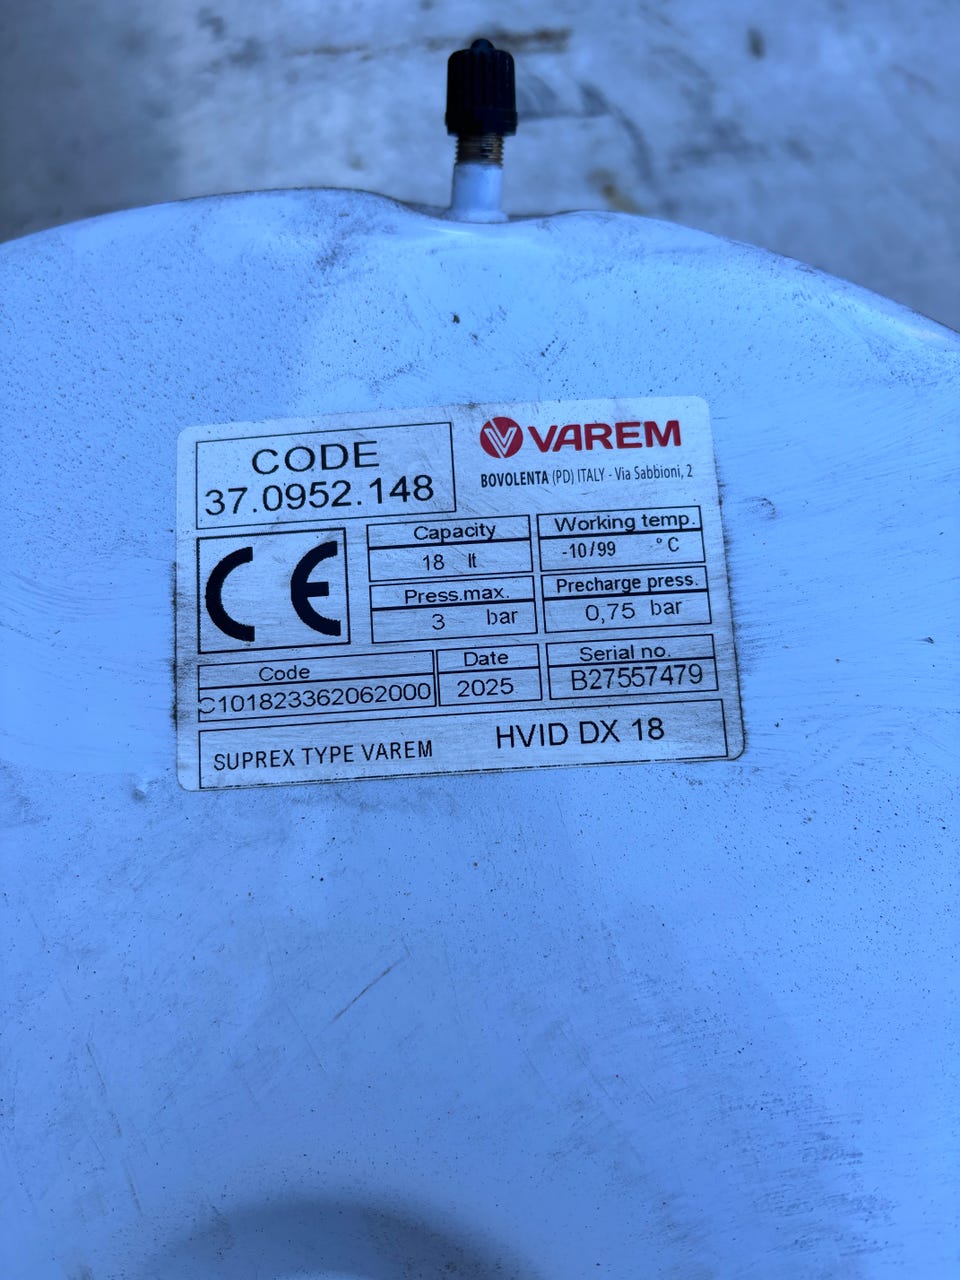 CODE
37.0952.148
VAREM
BOVOLENTA (PD) ITALY - Via Sabbioni, 2
CE
Capacity
18 lt
Working temp.
-10/99 °C
Press.max.
3 bar
Precharge press.
0,75 bar
Code
C101823362062000
Date
2025
Serial no.
B27557479
SUPREX TYPE VAREM HVID DX 18